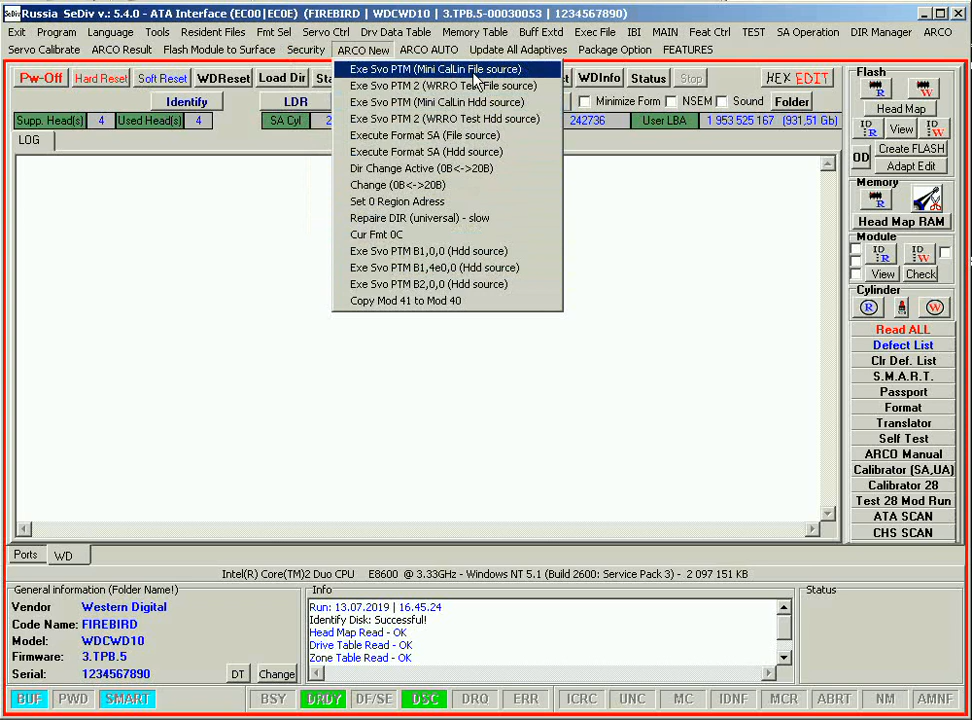 SeDiv Russia SeDiv v.: 5.4.0 - ATA Interface (EC00|EC0E) (FIREBIRD | WDCWD10 | 3.TPB.5-00030053 | 1234567890)
Exit Program Language Tools Resident Files Fmt Sel Servo Ctrl Drv Data Table Memory Table Buff Extd Exec File IBI MAIN Feat Ctrl TEST SA Operation DIR Maker ARCO
Servo Calibrate ARCO Result Flash Module to Surface Security ARCO New ARCO AUTO Update All Adaptives Package Option FEATURES
Exe Svo PTM (Mini CalLin File source)
Exe Svo PTM 2 (WRRO Test File source)
Exe Svo PTM (Mini CalLin Hdd source)
Exe Svo PTM 2 (WRRO Test Hdd source)
Execute Format SA (File source)
Execute Format SA (Hdd source)
Dir Change Active (0B<->20B)
Change (0B<->20B)
Set 0 Region Adress
Repaire DIR (universal) - slow
Cur Fmt 0C
Exe Svo PTM B1,0,0 (Hdd source)
Exe Svo PTM B1,4e0,0 (Hdd source)
Exe Svo PTM B2,0,0 (Hdd source)
Copy Mod 41 to Mod 40
Pw-Off Hard Reset Soft Reset WDReset Load Dir WDInfo Status Stop HEX EDIT
Identify LDR Minimize Form NSEM Sound Folder
Supp. Head(s) 4 Used Head(s) 4 SA Cyl 242736 User LBA 1 953 525 167 (931,51 Gb)
LOG
Flash
R W
Head Map
ID R View ID W
Create FLASH
OD Adapt Edit
Memory
R
Head Map RAM
Module
ID R ID W
View Check
Cylinder
R W
Read ALL
Defect List
Clr Def. List
S.M.A.R.T.
Passport
Format
Translator
Self Test
ARCO Manual
Calibrator (SA,UA)
Calibrator 28
Test 28 Mod Run
ATA SCAN
CHS SCAN
Ports WD
Intel(R) Core(TM)2 Duo CPU E8600 @ 3.33GHz - Windows NT 5.1 (Build 2600: Service Pack 3) - 2 097 151 KB
General information (Folder Name!)
Vendor Western Digital
Code Name: FIREBIRD
Model: WDCWD10
Firmware: 3.TPB.5
Serial: 1234567890 DT Change
Info
Run: 13.07.2019 | 16.45.24
Identify Disk: Successful!
Head Map Read - OK
Drive Table Read - OK
Zone Table Read - OK
Status
BUF PWD SMART BSY DRDY DF/SE DSC DRQ ERR ICRC UNC MC IDNF MCR ABRT NM AMNF